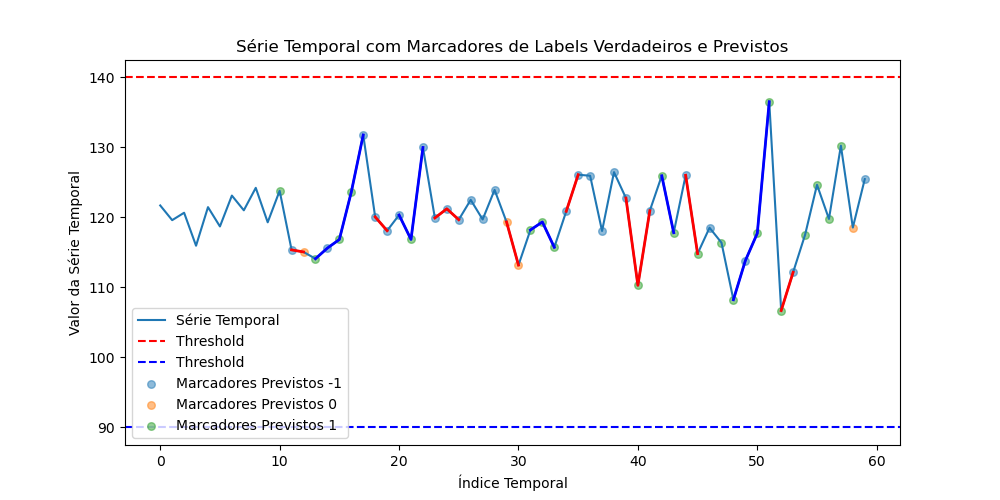 Série Temporal com Marcadores de Labels Verdadeiros e Previstos
Valor da Série Temporal
140
130
120
110
100
90
Série Temporal
Threshold
Threshold
Marcadores Previstos -1
Marcadores Previstos 0
Marcadores Previstos 1
0 10 20 30 40 50 60
Índice Temporal